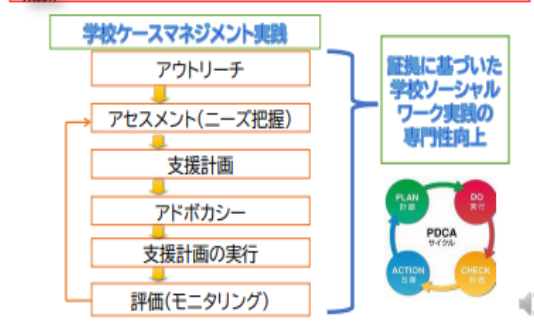 学校ケースマネジメント実践
アウトリーチ
アセスメント(ニーズ把握)
支援計画
アドボカシー
支援計画の実行
評価(モニタリング)
証拠に基づいた
学校ソーシャル
ワーク実践の
専門性向上
PLAN
計画
DO
実行
PDCA
サイクル
ACTION
改善
CHECK
評価